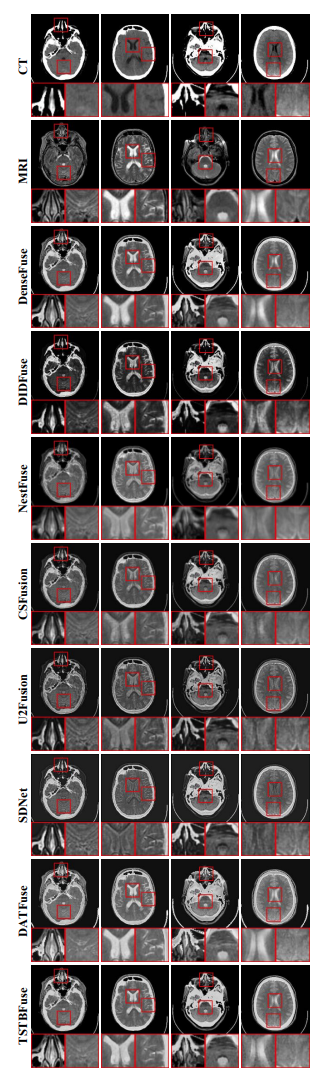 CT
MRI
DenseFuse
DIDFuse
NestFuse
CSFusion
U2Fusion
SDNet
DATFuse
TSTBFuse